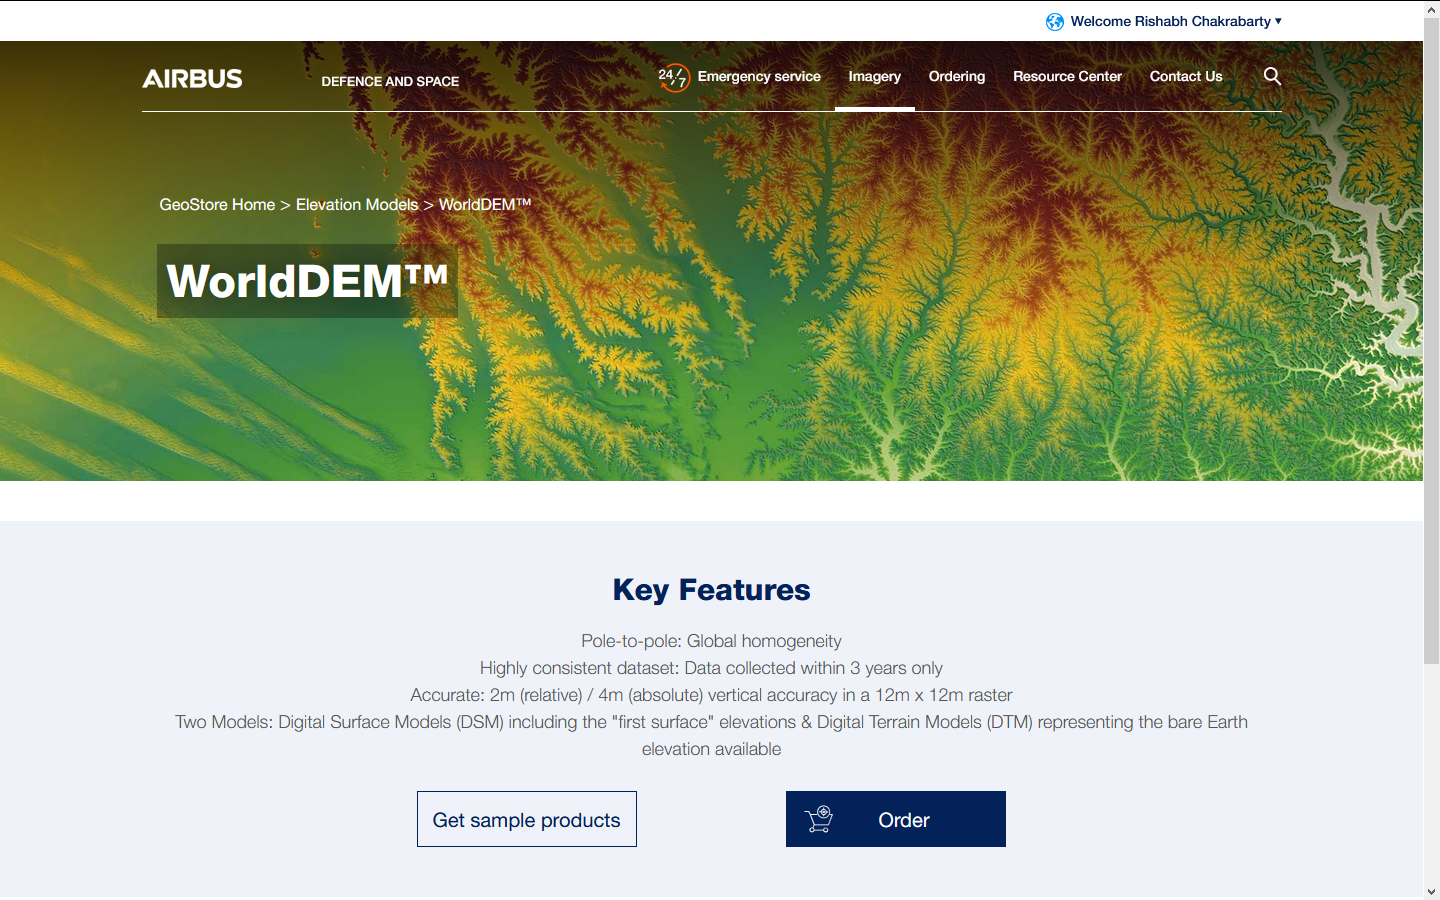 Welcome Rishabh Chakrabarty
AIRBUS
DEFENCE AND SPACE
24/7
Emergency service
Imagery
Ordering
Resource Center
Contact Us
GeoStore Home > Elevation Models > WorldDEM™
WorldDEM™
Key Features
Pole-to-pole: Global homogeneity
Highly consistent dataset: Data collected within 3 years only
Accurate: 2m (relative) / 4m (absolute) vertical accuracy in a 12m x 12m raster
Two Models: Digital Surface Models (DSM) including the "first surface" elevations & Digital Terrain Models (DTM) representing the bare Earth
elevation available
Get sample products
Order